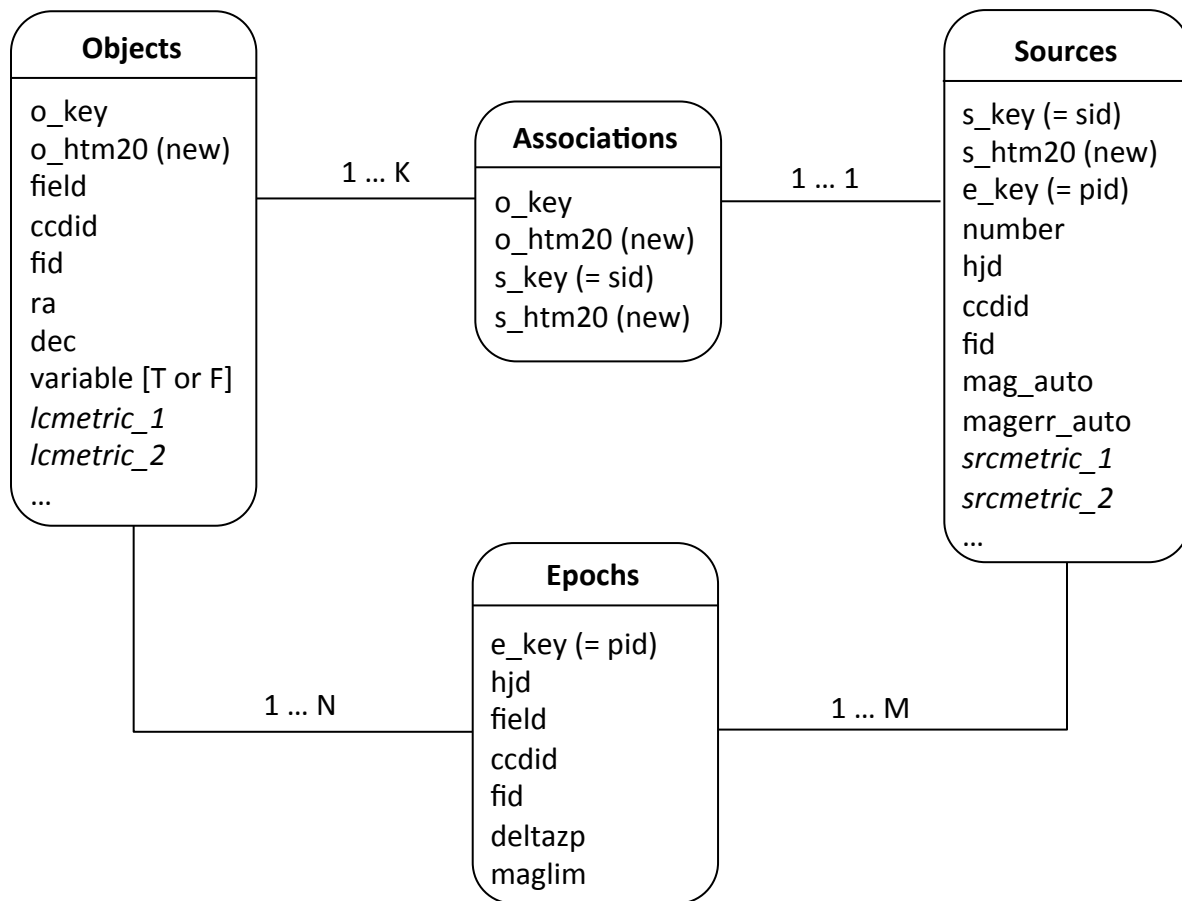 Objects
o_key
o_htm20 (new)
field
ccdid
fid
ra
dec
variable [T or F]
lcmetric_1
lcmetric_2
...
1 ... K
Associations
o_key
o_htm20 (new)
s_key (= sid)
s_htm20 (new)
1 ... 1
Sources
s_key (= sid)
s_htm20 (new)
e_key (= pid)
number
hjd
ccdid
fid
mag_auto
magerr_auto
srcmetric_1
srcmetric_2
...
1 ... N
Epochs
e_key (= pid)
hjd
field
ccdid
fid
deltazp
maglim
1 ... M